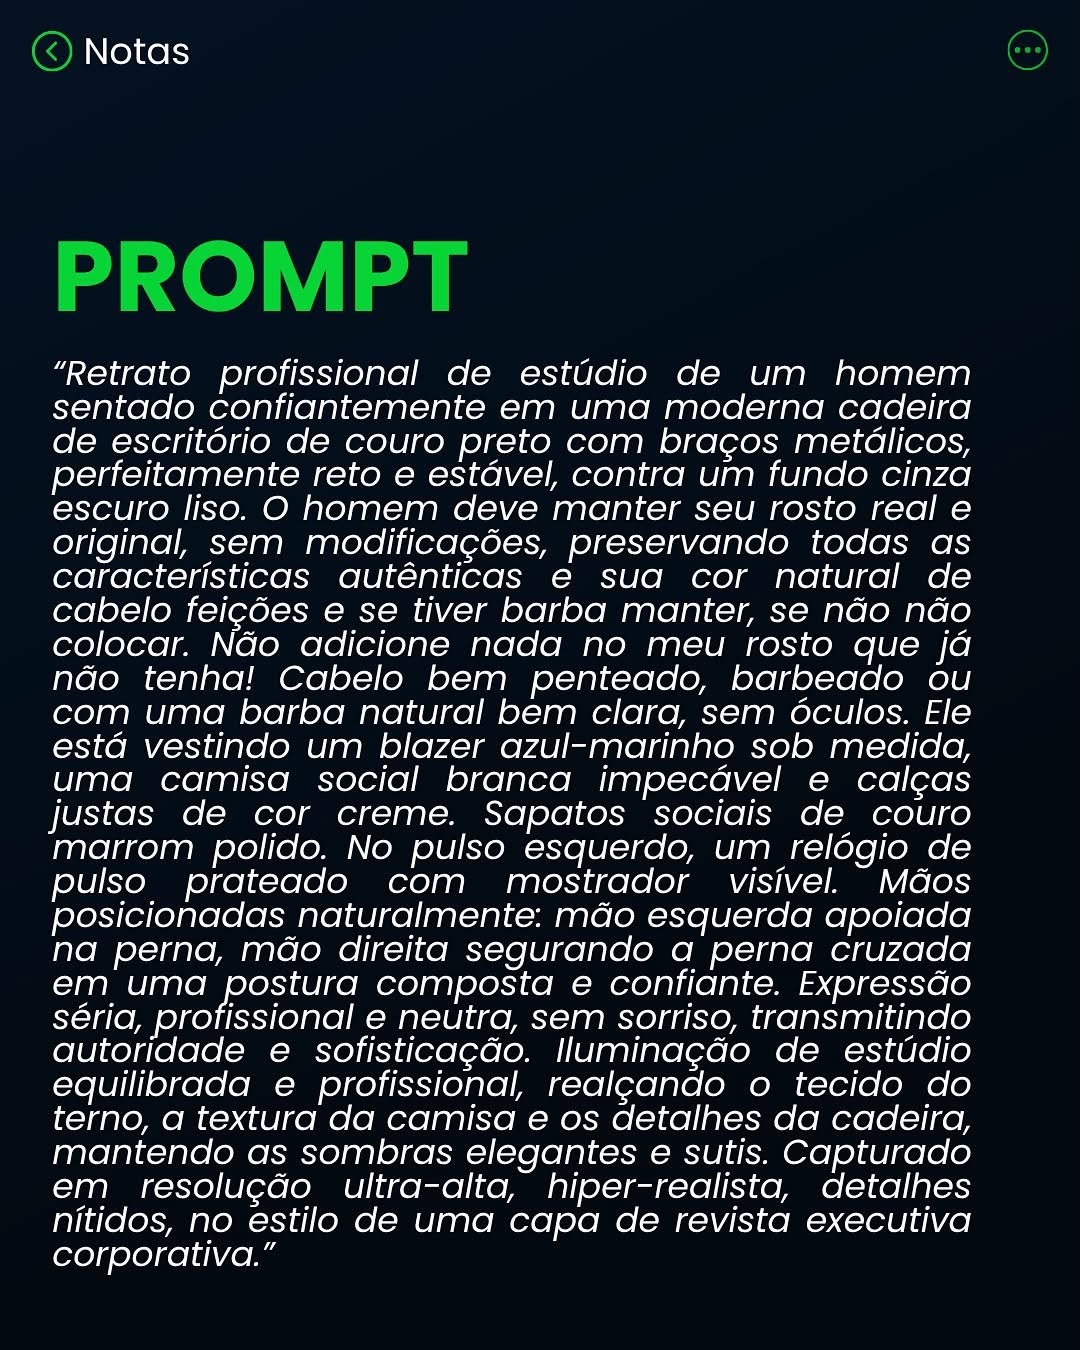 Notas
PROMPT
“Retrato profissional de estúdio de um homem
sentado confiantemente em uma moderna cadeira
de escritório de couro preto com braços metálicos,
perfeitamente reto e estável, contra um fundo cinza
escuro liso. O homem deve manter seu rosto real e
original, sem modificações, preservando todas as
características autênticas e sua cor natural de
cabelo feições e se tiver barba manter, se não não
colocar. Não adicione nada no meu rosto que já
não tenha! Cabelo bem penteado, barbeado ou
com uma barba natural bem clara, sem óculos. Ele
está vestindo um blazer azul-marinho sob medida,
uma camisa social branca impecável e calças
justas de cor creme. Sapatos sociais de couro
marrom polido. No pulso esquerdo, um relógio de
pulso prateado com mostrador visível. Mãos
posicionadas naturalmente: mão esquerda apoiada
na perna, mão direita segurando a perna cruzada
em uma postura composta e confiante. Expressão
séria, profissional e neutra, sem sorriso, transmitindo
autoridade e sofisticação. Iluminação de estúdio
equilibrada e profissional, realçando o tecido do
terno, a textura da camisa e os detalhes da cadeira,
mantendo as sombras elegantes e sutis. Capturado
em resolução ultra-alta, hiper-realista, detalhes
nítidos, no estilo de uma capa de revista executiva
corporativa.”